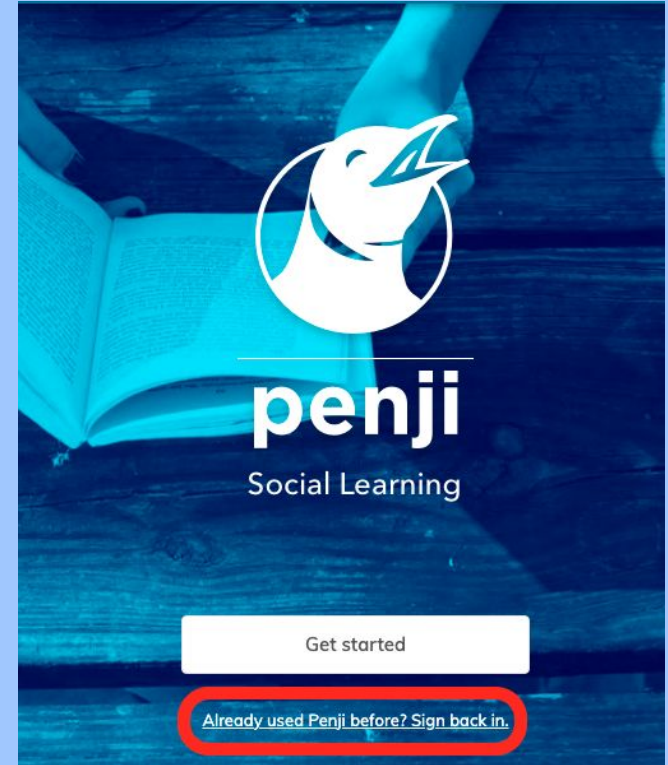 penji
Social Learning
Get started
Already used Penji before? Sign back in.